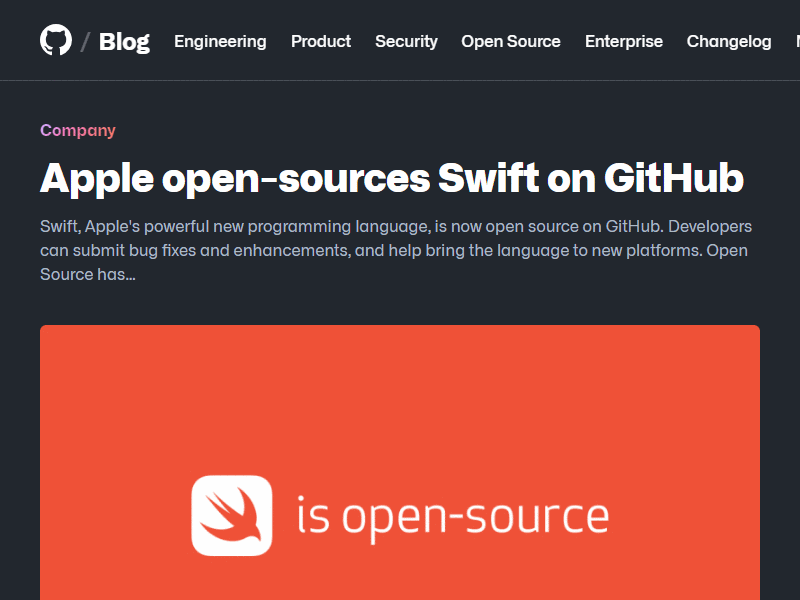 / Blog Engineering Product Security Open Source Enterprise Changelog
Company
Apple open-sources Swift on GitHub
Swift, Apple's powerful new programming language, is now open source on GitHub. Developers
can submit bug fixes and enhancements, and help bring the language to new platforms. Open
Source has...
is open-source